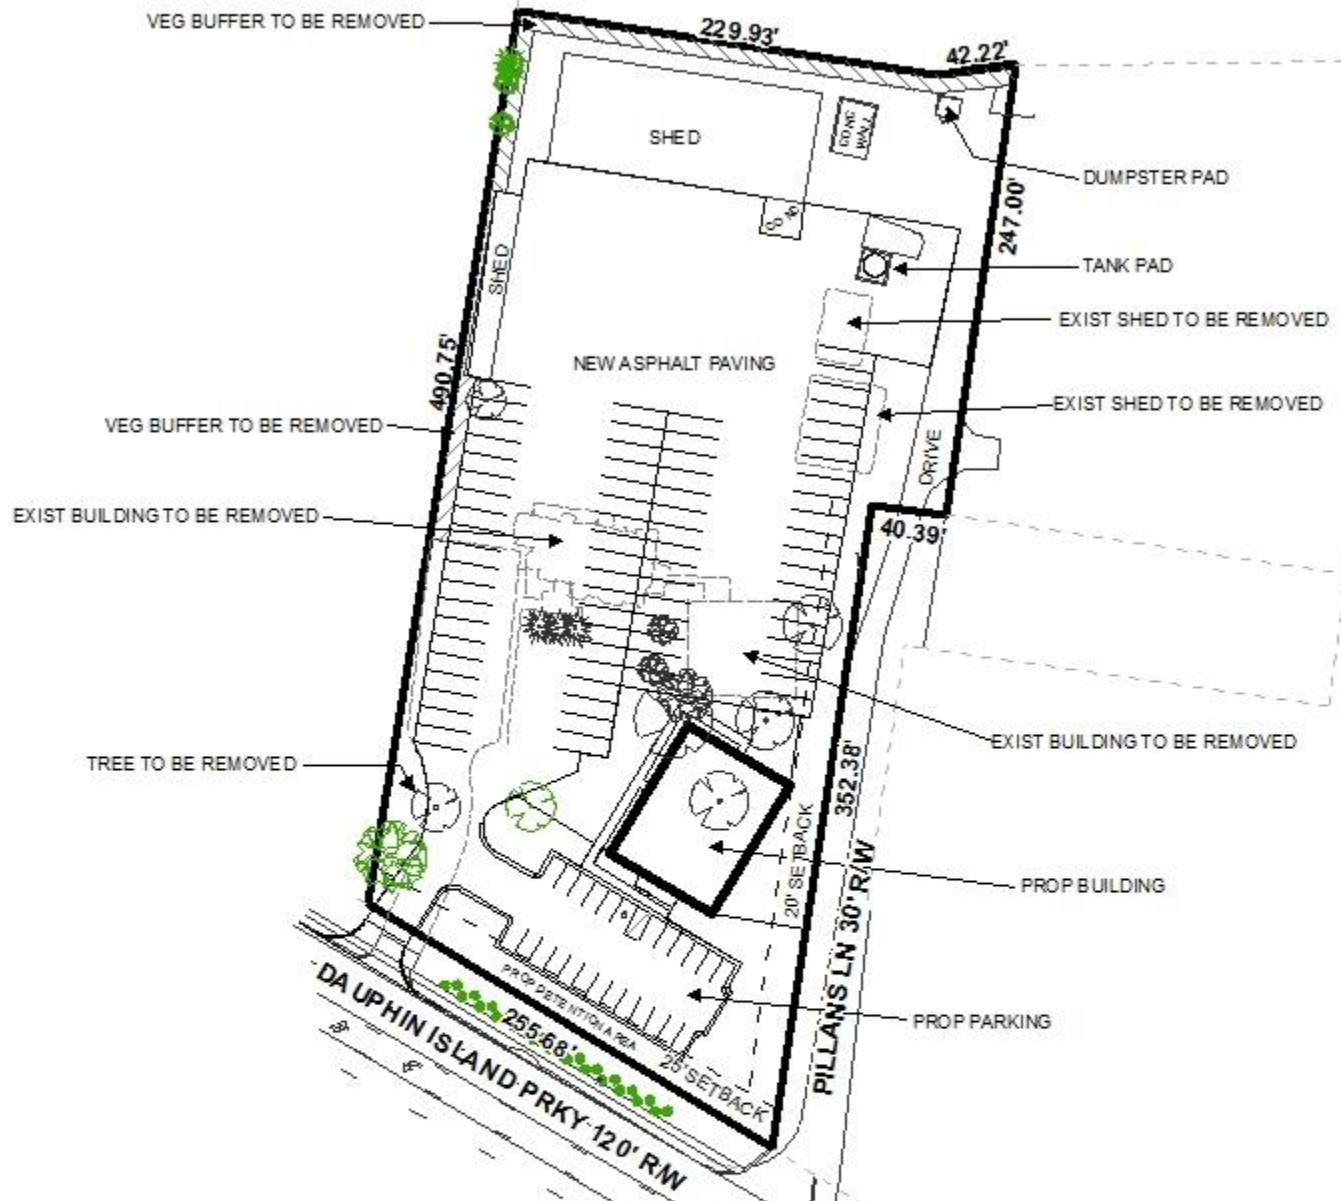 VEG BUFFER TO BE REMOVED
229.93'
42.22'
SHED
DUMPSTER PAD
247.00'
SHED
TANK PAD
EXIST SHED TO BE REMOVED
490.75'
NEW ASPHALT PAVING
EXIST SHED TO BE REMOVED
VEG BUFFER TO BE REMOVED
DRIVE
EXIST BUILDING TO BE REMOVED
40.39'
EXIST BUILDING TO BE REMOVED
TREE TO BE REMOVED
352.38'
20' SETBACK
PROP BUILDING
PILLANS LN 30' R/W
PROP DETENTION AREA
PROP PARKING
255.68'
25' SETBACK
DAUPHIN ISLAND PRKY 120' R/W